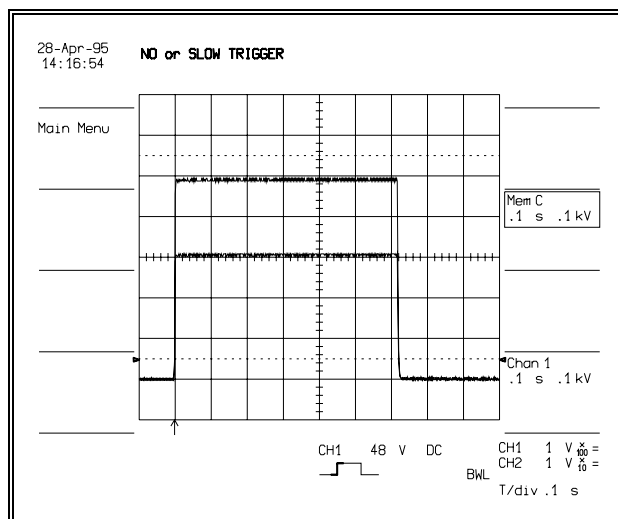 28-Apr-95
14:16:54
NO or SLOW TRIGGER
Main Menu
Mem C
.1 s .1 kV
Chan 1
.1 s .1 kV
CH1 48 V DC
CH1 1 V ×100 =
CH2 1 V ×10 =
BWL
T/div .1 s